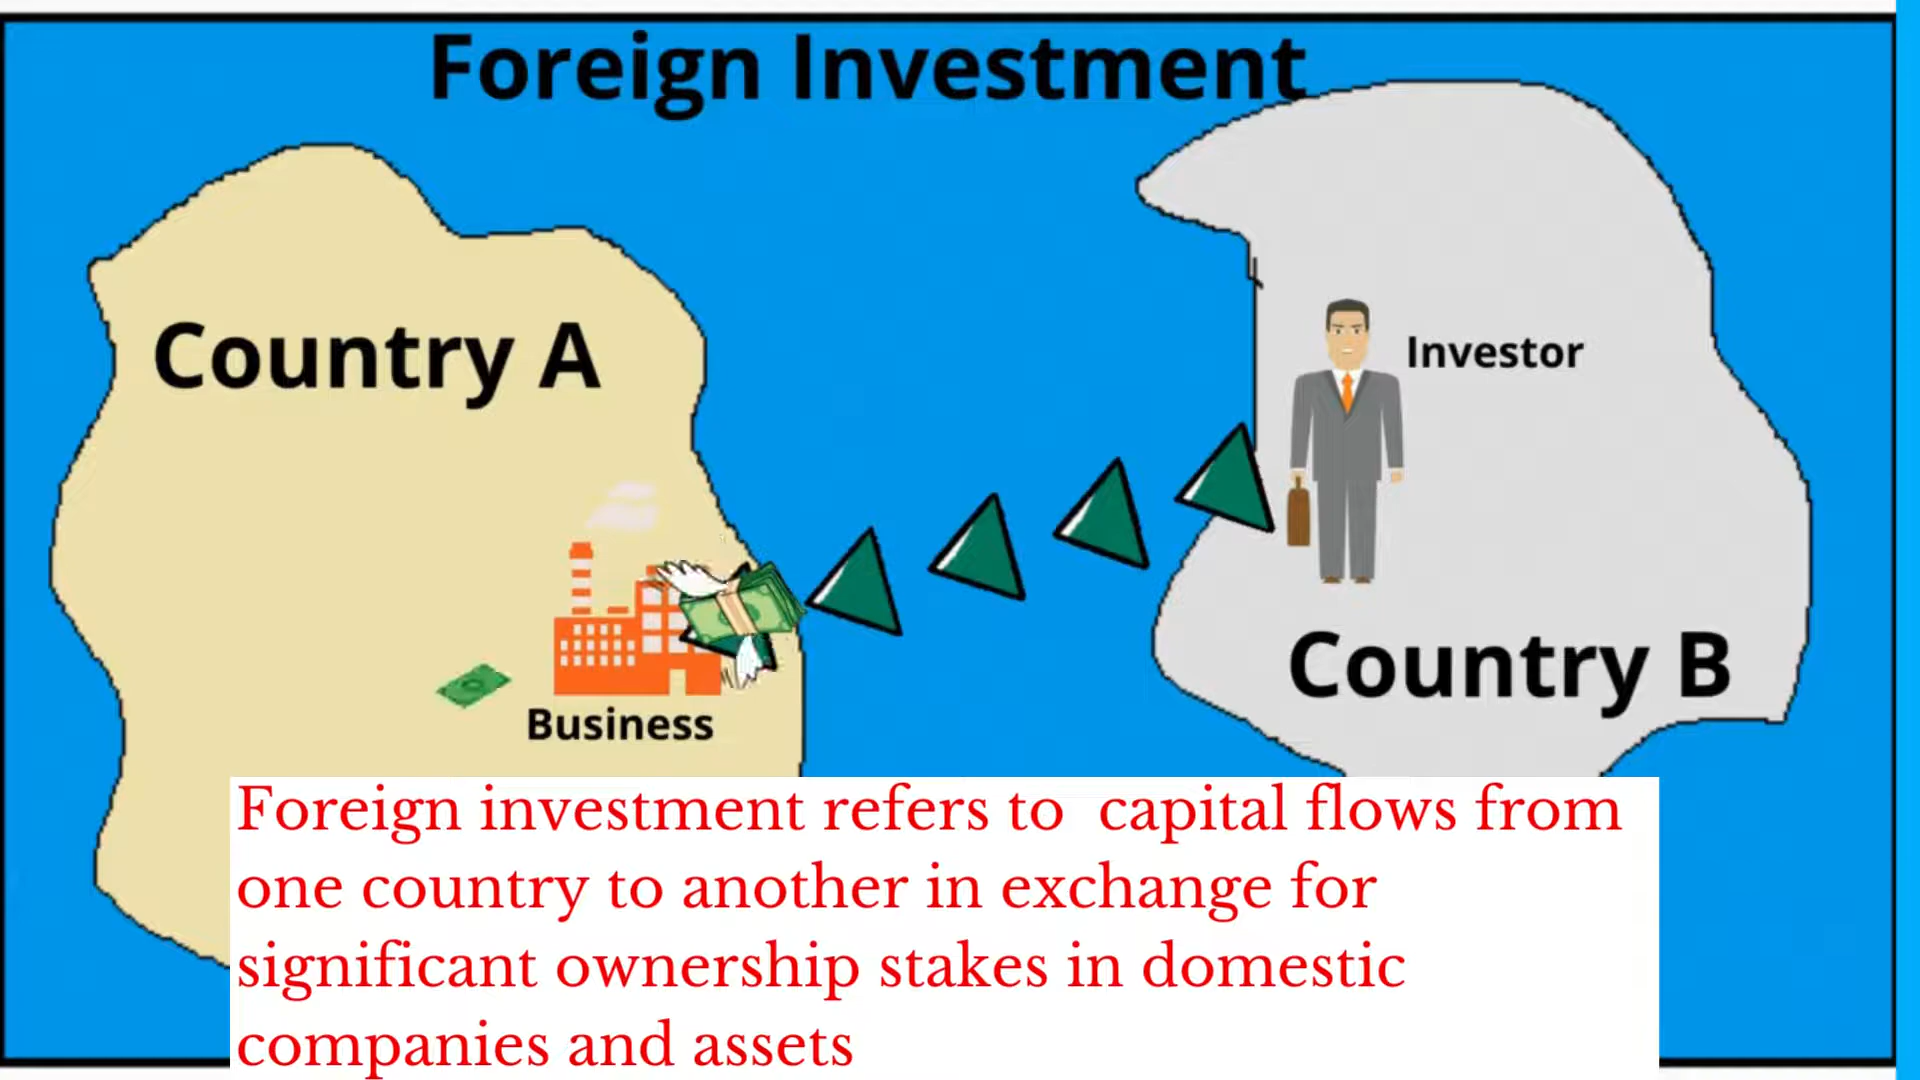 Foreign Investment
Country A
Investor
Country B
Business
Foreign investment refers to  capital flows from
one country to another in exchange for
significant ownership stakes in domestic
companies and assets